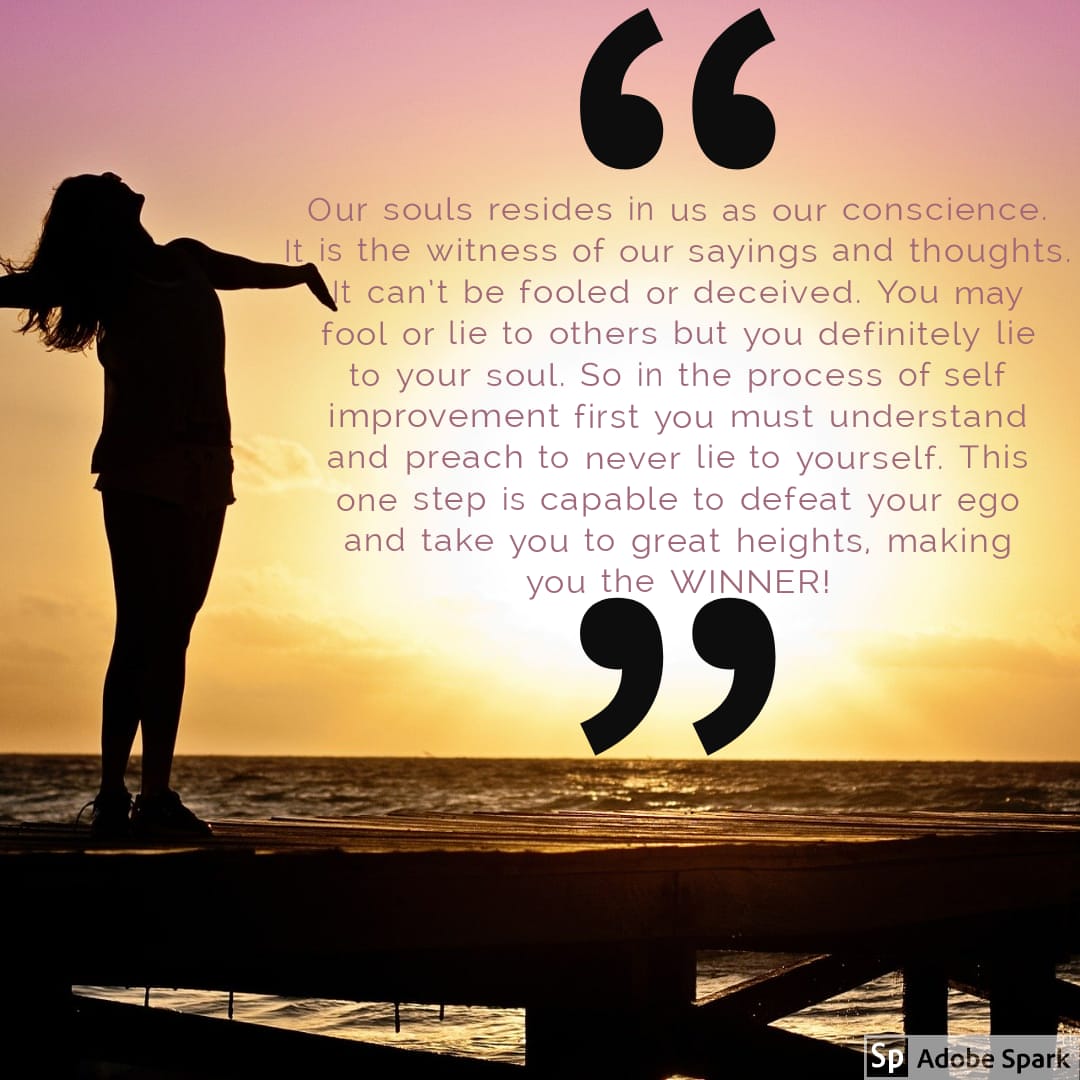 “
Our souls resides in us as our conscience.
It is the witness of our sayings and thoughts.
It can't be fooled or deceived. You may
fool or lie to others but you definitely lie
to your soul. So in the process of self
improvement first you must understand
and preach to never lie to yourself. This
one step is capable to defeat your ego
and take you to great heights, making
you the WINNER!
”
Sp Adobe Spark